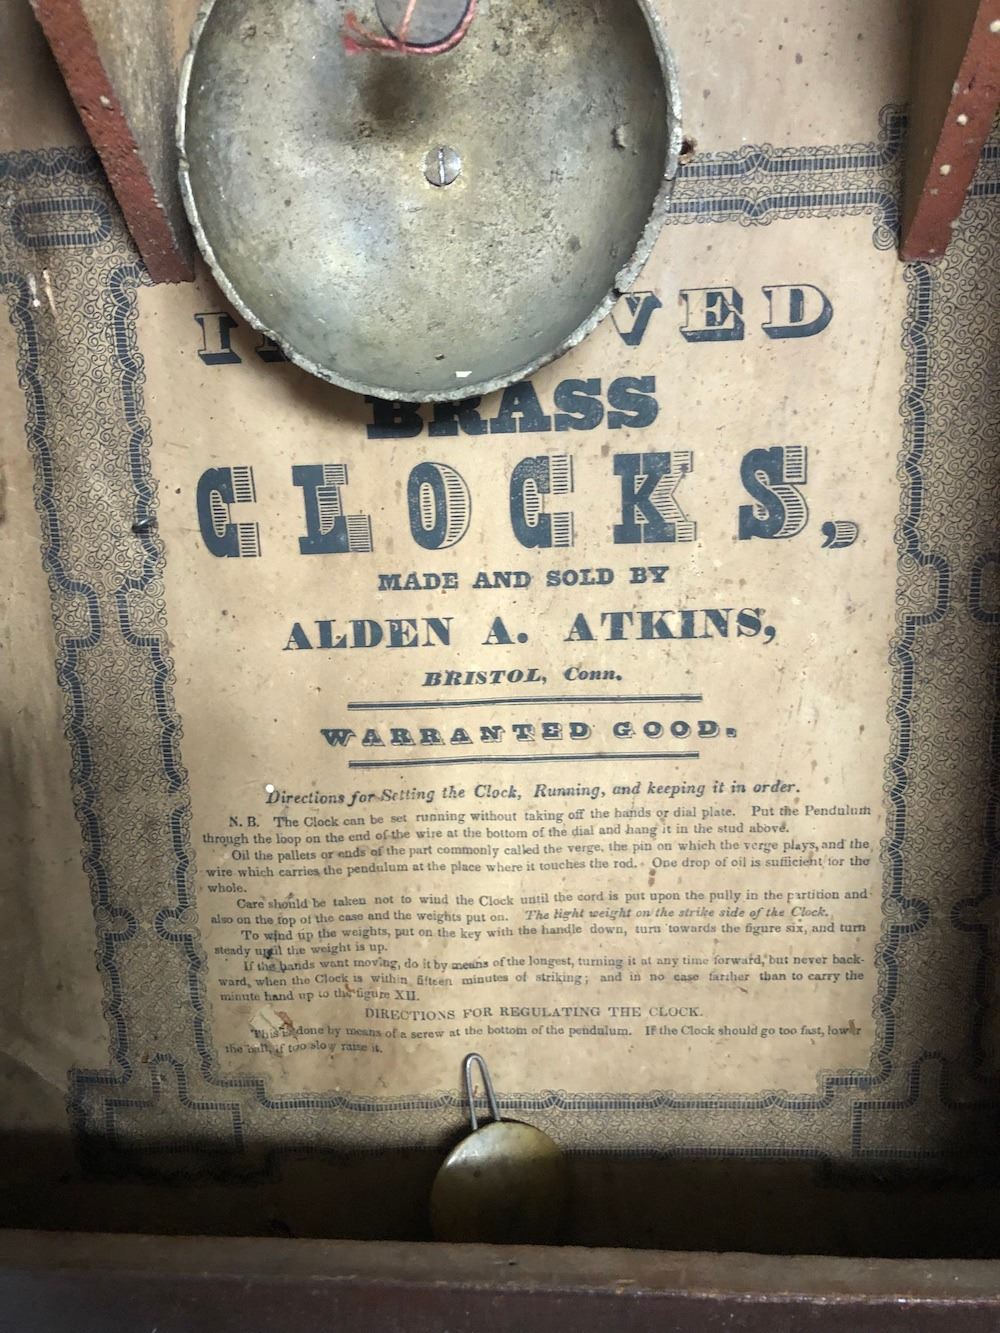 VED
BRASS
CLOCKS,
MADE AND SOLD BY
ALDEN A. ATKINS,
BRISTOL, Conn.
WARRANTED GOOD.
Directions for Setting the Clock, Running, and keeping it in order.
N. B. The Clock can be set running without taking off the hands or dial plate. Put the Pendulum
through the loop on the end of the wire at the bottom of the dial and hang it in the stud above.
Oil the pallets or ends of the part commonly called the verge, the pin on which the verge plays, and the
wire which carries the pendulum at the place where it touches the rod. One drop of oil is sufficient for the
whole.
Care should be taken not to wind the Clock until the cord is put upon the pully in the partition and
also on the top of the case and the weights put on. The light weight on the strike side of the Clock.
To wind up the weights, put on the key with the handle down, turn towards the figure six, and turn
steady until the weight is up.
If the hands want moving, do it by means of the longest, turning it at any time forward, but never back-
ward, when the Clock is within fifteen minutes of striking; and in no case farther than to carry the
minute hand up to the figure XII.
DIRECTIONS FOR REGULATING THE CLOCK.
This is done by means of a screw at the bottom of the pendulum. If the Clock should go too fast, lower
the ball, if too slow raise it.